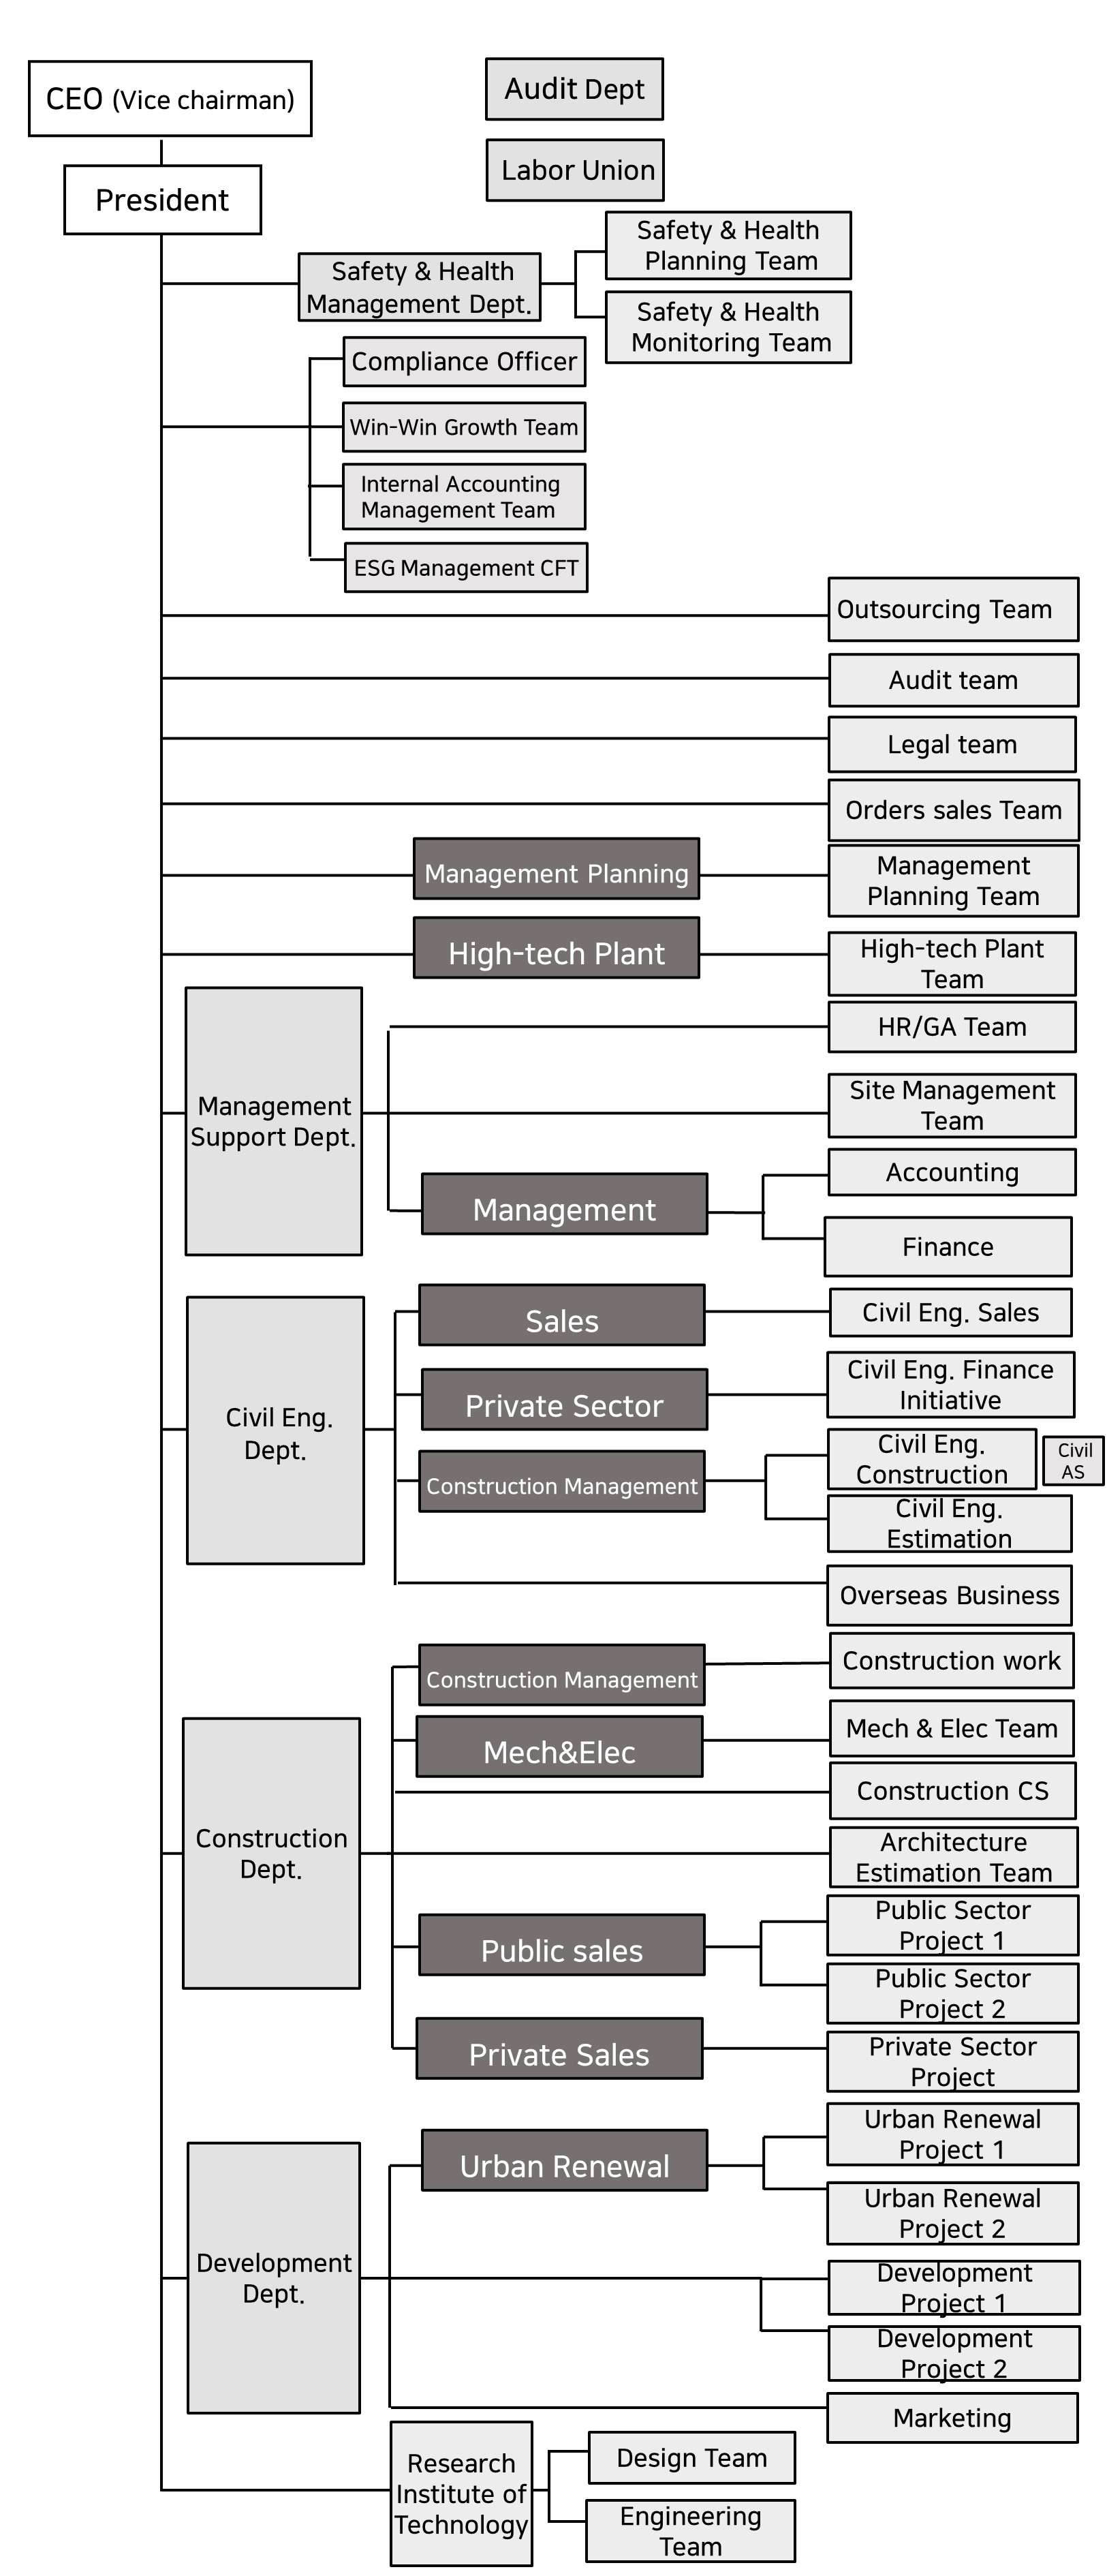 CEO (Vice chairman)
Audit Dept
Labor Union
President
Safety & Health
Management Dept.
Safety & Health
Planning Team
Safety & Health
Monitoring Team
Compliance Officer
Win-Win Growth Team
Internal Accounting
Management Team
ESG Management CFT
Outsourcing Team
Audit team
Legal team
Orders sales Team
Management Planning
Management
Planning Team
High-tech Plant
High-tech Plant
Team
Management
Support Dept.
HR/GA Team
Site Management
Team
Management
Accounting
Finance
Civil Eng.
Dept.
Sales
Civil Eng. Sales
Private Sector
Civil Eng. Finance
Initiative
Construction Management
Civil Eng.
Construction
Civil
AS
Civil Eng.
Estimation
Overseas Business
Construction
Dept.
Construction Management
Construction work
Mech&Elec
Mech & Elec Team
Construction CS
Architecture
Estimation Team
Public sales
Public Sector
Project 1
Public Sector
Project 2
Private Sales
Private Sector
Project
Development
Dept.
Urban Renewal
Urban Renewal
Project 1
Urban Renewal
Project 2
Development
Project 1
Development
Project 2
Marketing
Research
Institute of
Technology
Design Team
Engineering
Team